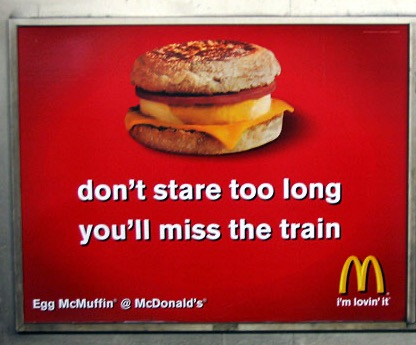 don't stare too long
you'll miss the train
Egg McMuffin® @ McDonald's®
i'm lovin' it®